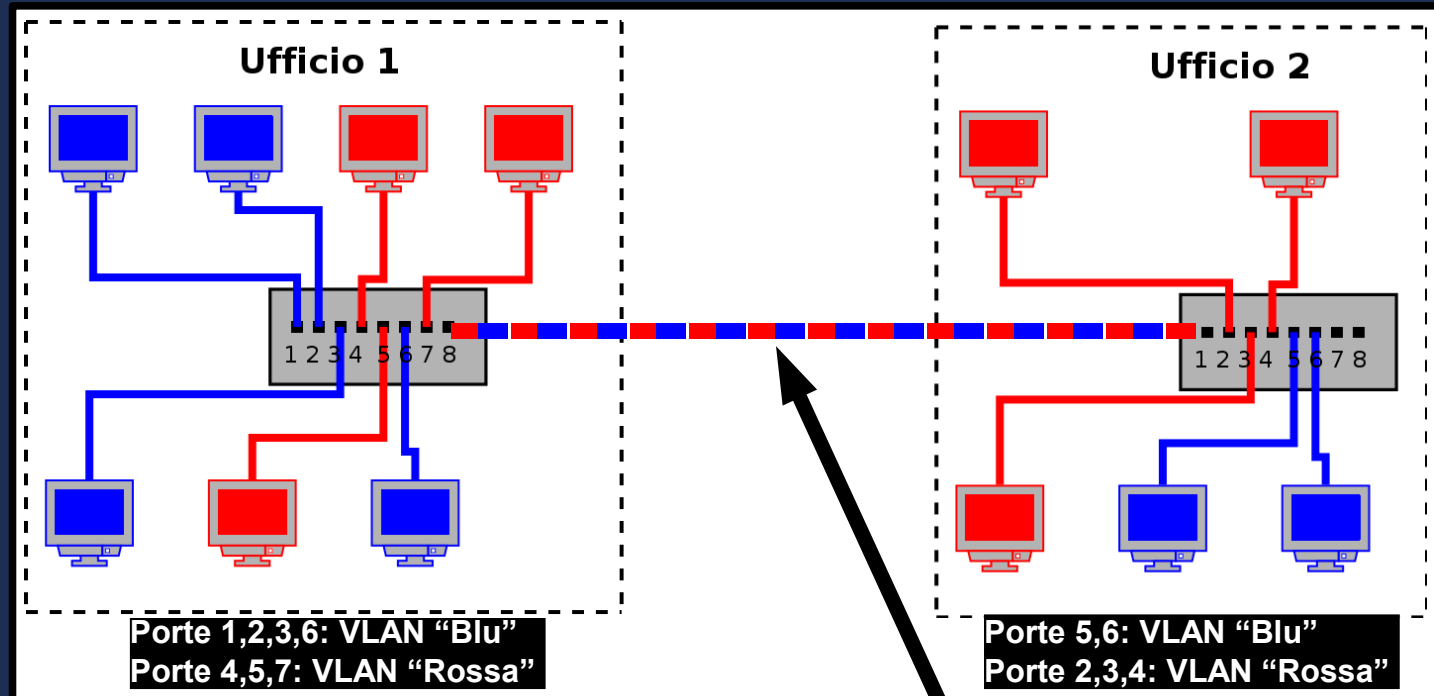 Ufficio 1
Ufficio 2
1 2 3 4 5 6 7 8
1 2 3 4 5 6 7 8
Porte 1,2,3,6: VLAN “Blu”
Porte 4,5,7: VLAN “Rossa”
Porte 5,6: VLAN “Blu”
Porte 2,3,4: VLAN “Rossa”